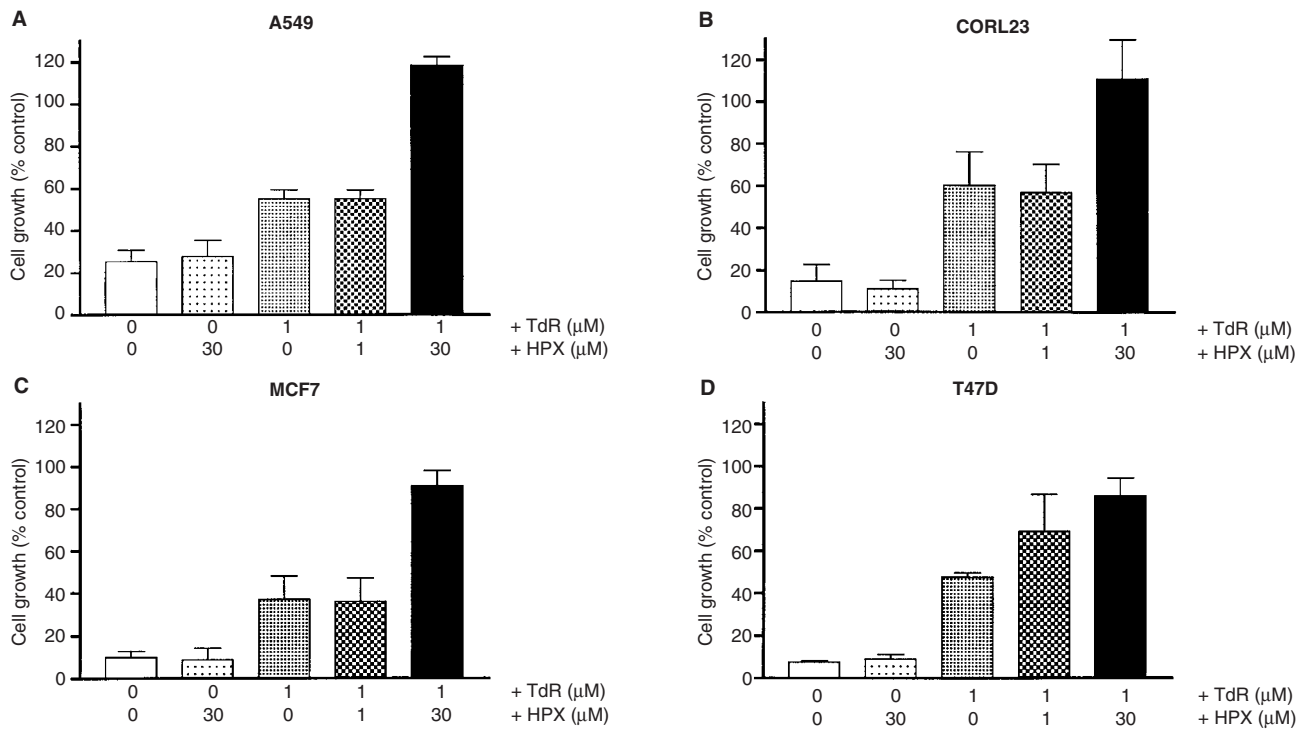 A
A549
Cell growth (% control)
120
100
80
60
40
20
0
0 0 1 1 1 + TdR (µM)
0 30 0 1 30 + HPX (µM)
B
CORL23
Cell growth (% control)
120
100
80
60
40
20
0
0 0 1 1 1 + TdR (µM)
0 30 0 1 30 + HPX (µM)
C
MCF7
Cell growth (% control)
120
100
80
60
40
20
0
0 0 1 1 1 + TdR (µM)
0 30 0 1 30 + HPX (µM)
D
T47D
Cell growth (% control)
120
100
80
60
40
20
0
0 0 1 1 1 + TdR (µM)
0 30 0 1 30 + HPX (µM)